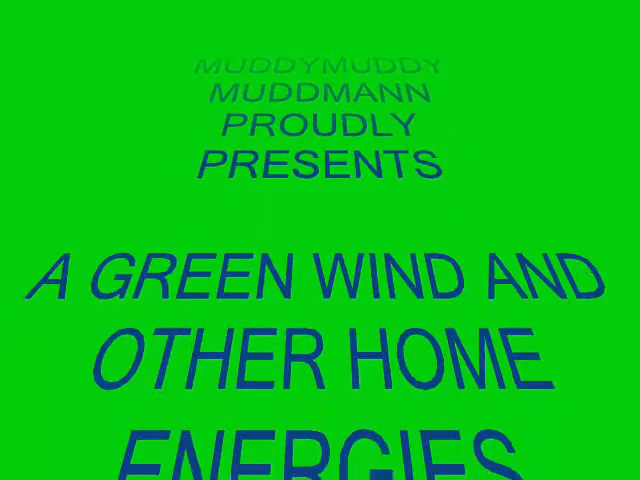 MUDDYMUDDY
MUDDMANN
PROUDLY
PRESENTS
A GREEN WIND AND
OTHER HOME
ENERGIES